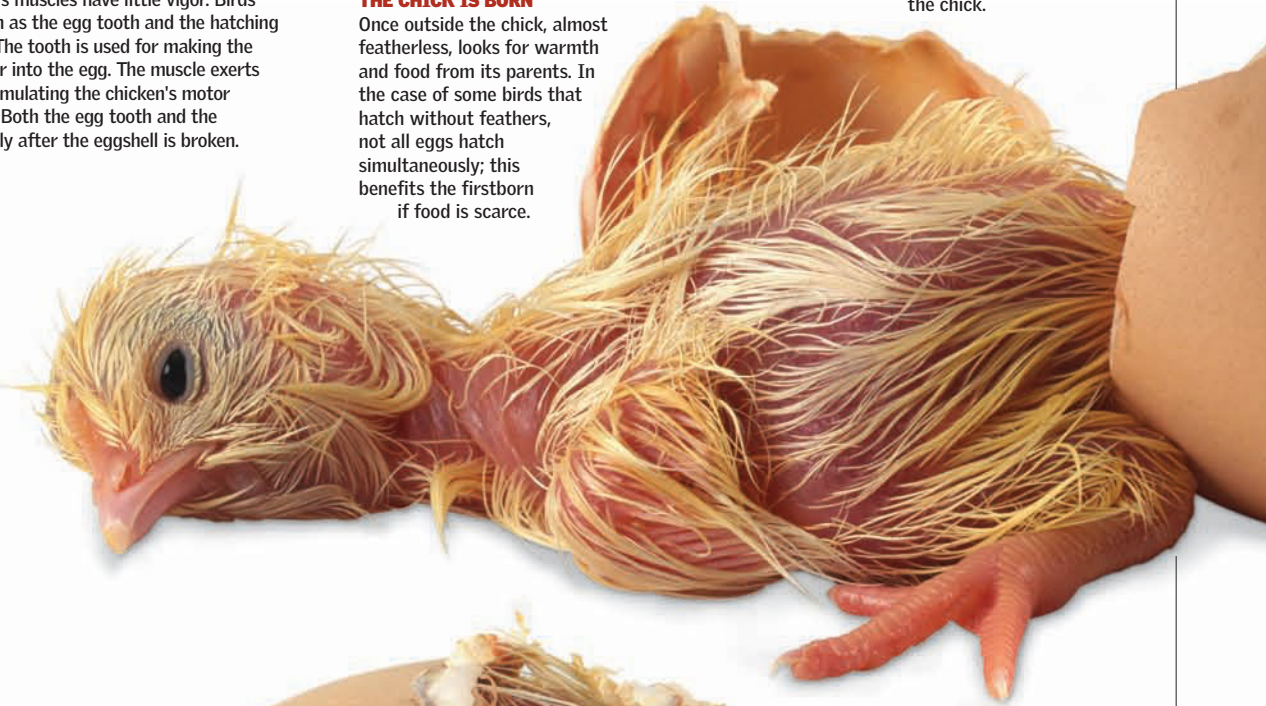 's muscles have little vigor. Birds
as the egg tooth and the hatching
The tooth is used for making the
into the egg. The muscle exerts
the chicken's motor
Both the egg tooth and the
after the eggshell is broken.
THE CHICK IS BORN
Once outside the chick, almost
featherless, looks for warmth
and food from its parents. In
the case of some birds that
hatch without feathers,
not all eggs hatch
simultaneously; this
benefits the firstborn
if food is scarce.
the chick.